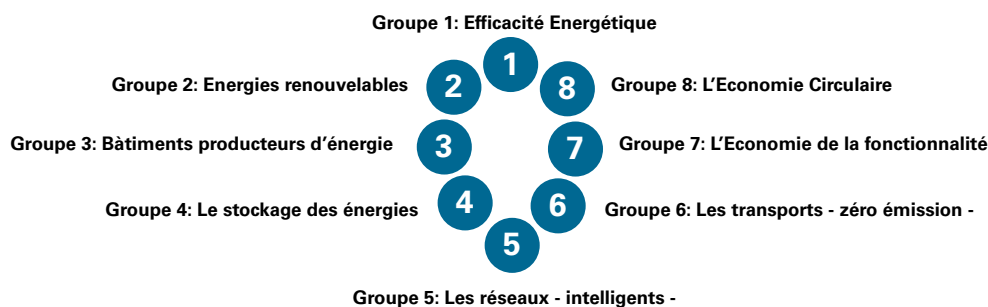 Groupe 1: Efficacité Energétique
1
Groupe 2: Energies renouvelables
2
8
Groupe 8: L’Economie Circulaire
Groupe 3: Bàtiments producteurs d’énergie
3
7
Groupe 7: L’Economie de la fonctionnalité
Groupe 4: Le stockage des énergies
4
6
Groupe 6: Les transports - zéro émission -
5
Groupe 5: Les réseaux - intelligents -